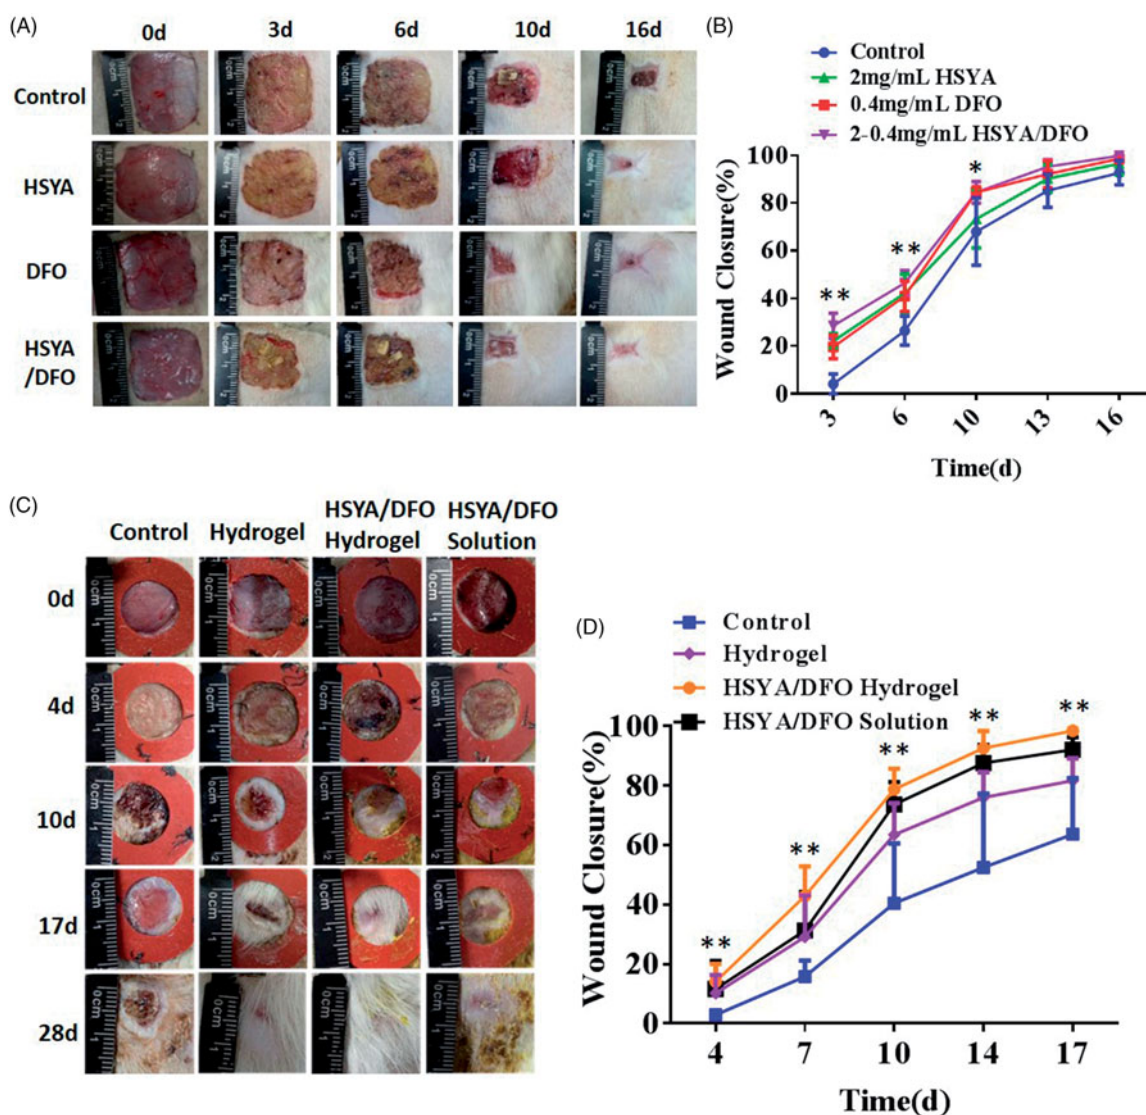 (A)
0d 3d 6d 10d 16d
Control
HSYA
DFO
HSYA
/DFO
(B)
Control
2mg/mL HSYA
0.4mg/mL DFO
2-0.4mg/mL HSYA/DFO
Wound Closure(%)
100
80
60
40
20
0
**
**
*
3 6 10 13 16
Time(d)
(C)
Control Hydrogel HSYA/DFO Hydrogel HSYA/DFO Solution
0d
4d
10d
17d
28d
(D)
Control
Hydrogel
HSYA/DFO Hydrogel
HSYA/DFO Solution
Wound Closure(%)
100
80
60
40
20
0
**
**
**
**
**
4 7 10 14 17
Time(d)